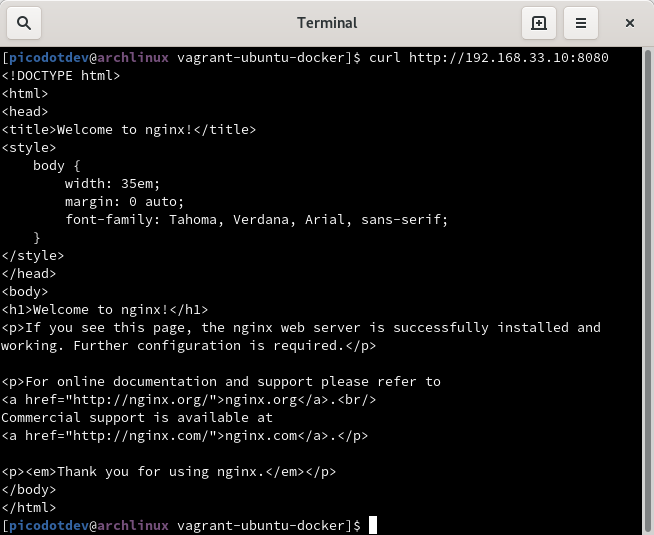 Terminal
[picodotdev@archlinux vagrant-ubuntu-docker]$ curl http://192.168.33.10:8080
<!DOCTYPE html>
<html>
<head>
<title>Welcome to nginx!</title>
<style>
    body {
        width: 35em;
        margin: 0 auto;
        font-family: Tahoma, Verdana, Arial, sans-serif;
    }
</style>
</head>
<body>
<h1>Welcome to nginx!</h1>
<p>If you see this page, the nginx web server is successfully installed and
working. Further configuration is required.</p>

<p>For online documentation and support please refer to
<a href="http://nginx.org/">nginx.org</a>.<br/>
Commercial support is available at
<a href="http://nginx.com/">nginx.com</a>.</p>

<p><em>Thank you for using nginx.</em></p>
</body>
</html>
[picodotdev@archlinux vagrant-ubuntu-docker]$